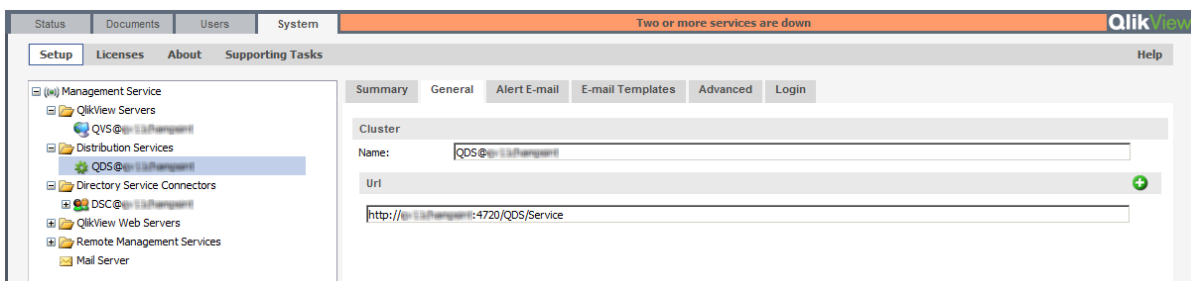 Status Documents Users System Two or more services are down QlikView
Setup Licenses About Supporting Tasks Help
Management Service
QlikView Servers
QVS@
Distribution Services
QDS@
Directory Service Connectors
DSC@
QlikView Web Servers
Remote Management Services
Mail Server
Summary General Alert E-mail E-mail Templates Advanced Login
Cluster
Name: QDS@
Url
http:// :4720/QDS/Service